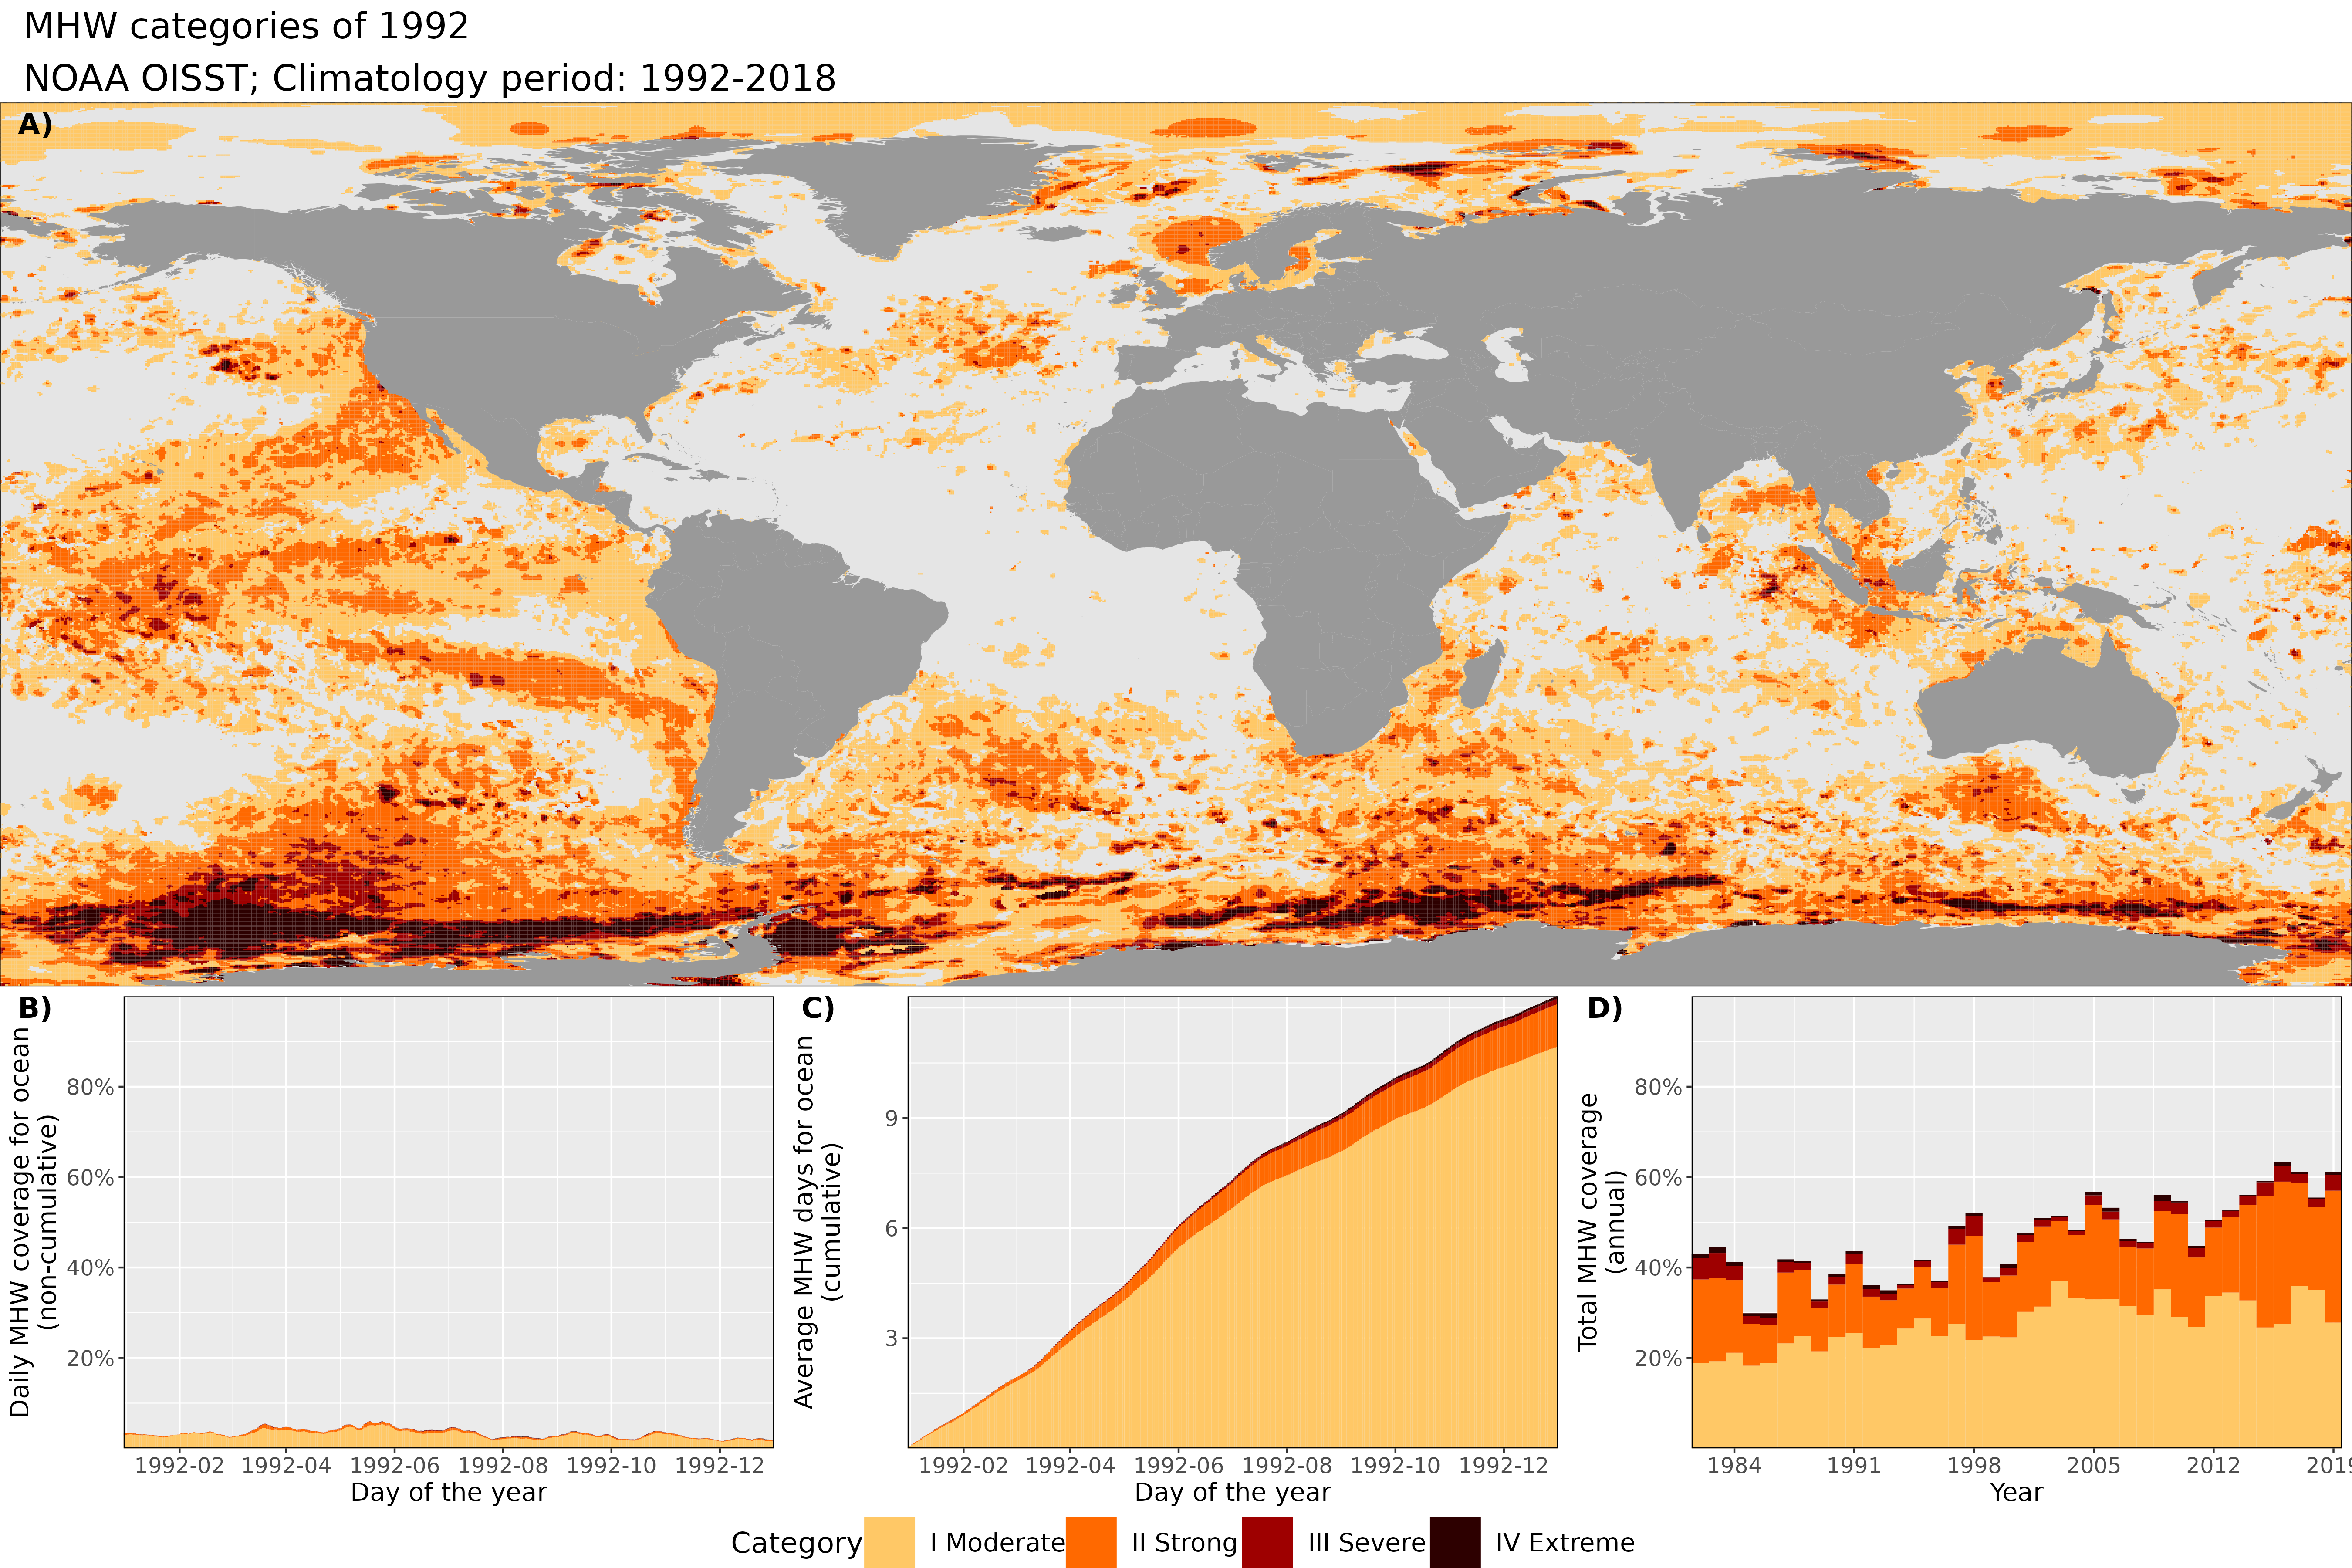 MHW categories of 1992
NOAA OISST; Climatology period: 1992-2018
A)
B)
Daily MHW coverage for ocean
(non-cumulative)
80%
60%
40%
20%
1992-02 1992-04 1992-06 1992-08 1992-10 1992-12
Day of the year
C)
Average MHW days for ocean
(cumulative)
9
6
3
1992-02 1992-04 1992-06 1992-08 1992-10 1992-12
Day of the year
D)
Total MHW coverage
(annual)
80%
60%
40%
20%
1984 1991 1998 2005 2012 2019
Year
Category I Moderate II Strong III Severe IV Extreme